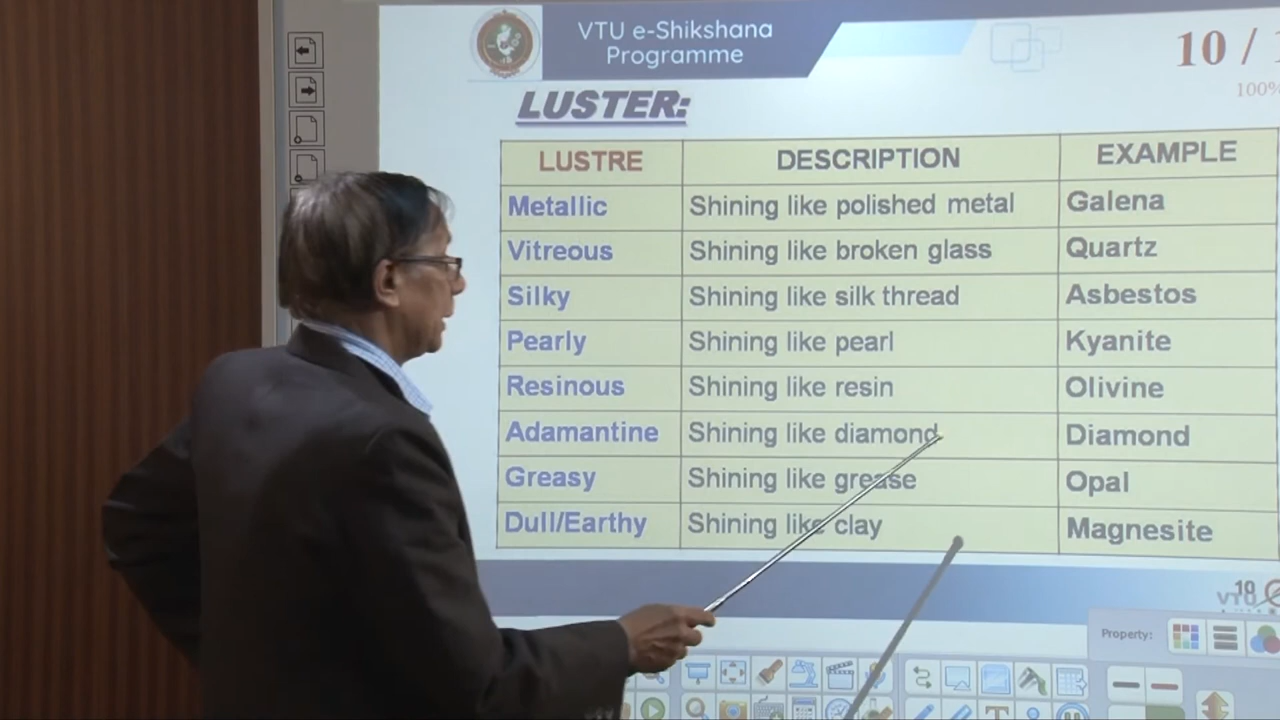 VTU e-Shikshana
Programme
10 /
100%
LUSTER:
LUSTRE DESCRIPTION EXAMPLE
Metallic Shining like polished metal Galena
Vitreous Shining like broken glass Quartz
Silky Shining like silk thread Asbestos
Pearly Shining like pearl Kyanite
Resinous Shining like resin Olivine
Adamantine Shining like diamond Diamond
Greasy Shining like grease Opal
Dull/Earthy Shining like clay Magnesite
VTU
Property: